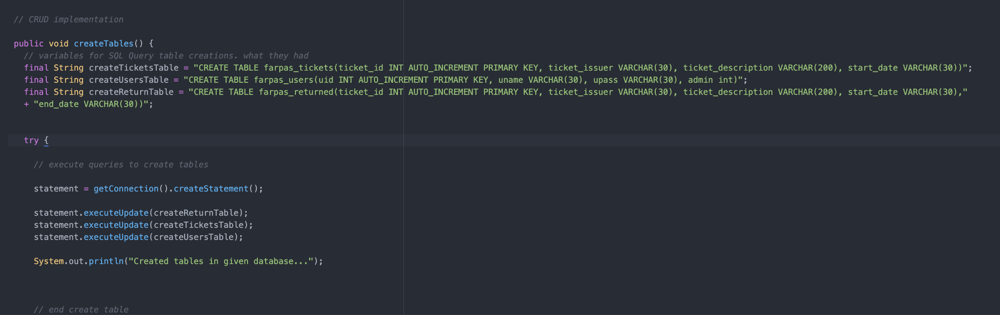 // CRUD implementation
public void createTables() {
// variables for SQL Query table creations. what they had
final String createTicketsTable = "CREATE TABLE farpas_tickets(ticket_id INT AUTO_INCREMENT PRIMARY KEY, ticket_issuer VARCHAR(30), ticket_description VARCHAR(200), start_date VARCHAR(30))";
final String createUsersTable = "CREATE TABLE farpas_users(uid INT AUTO_INCREMENT PRIMARY KEY, uname VARCHAR(30), upass VARCHAR(30), admin int)";
final String createReturnTable = "CREATE TABLE farpas_returned(ticket_id INT AUTO_INCREMENT PRIMARY KEY, ticket_issuer VARCHAR(30), ticket_description VARCHAR(200), start_date VARCHAR(30),"
+ "end_date VARCHAR(30))";
try {
// execute queries to create tables
statement = getConnection().createStatement();
statement.executeUpdate(createReturnTable);
statement.executeUpdate(createTicketsTable);
statement.executeUpdate(createUsersTable);
System.out.println("Created tables in given database...");
// end create table